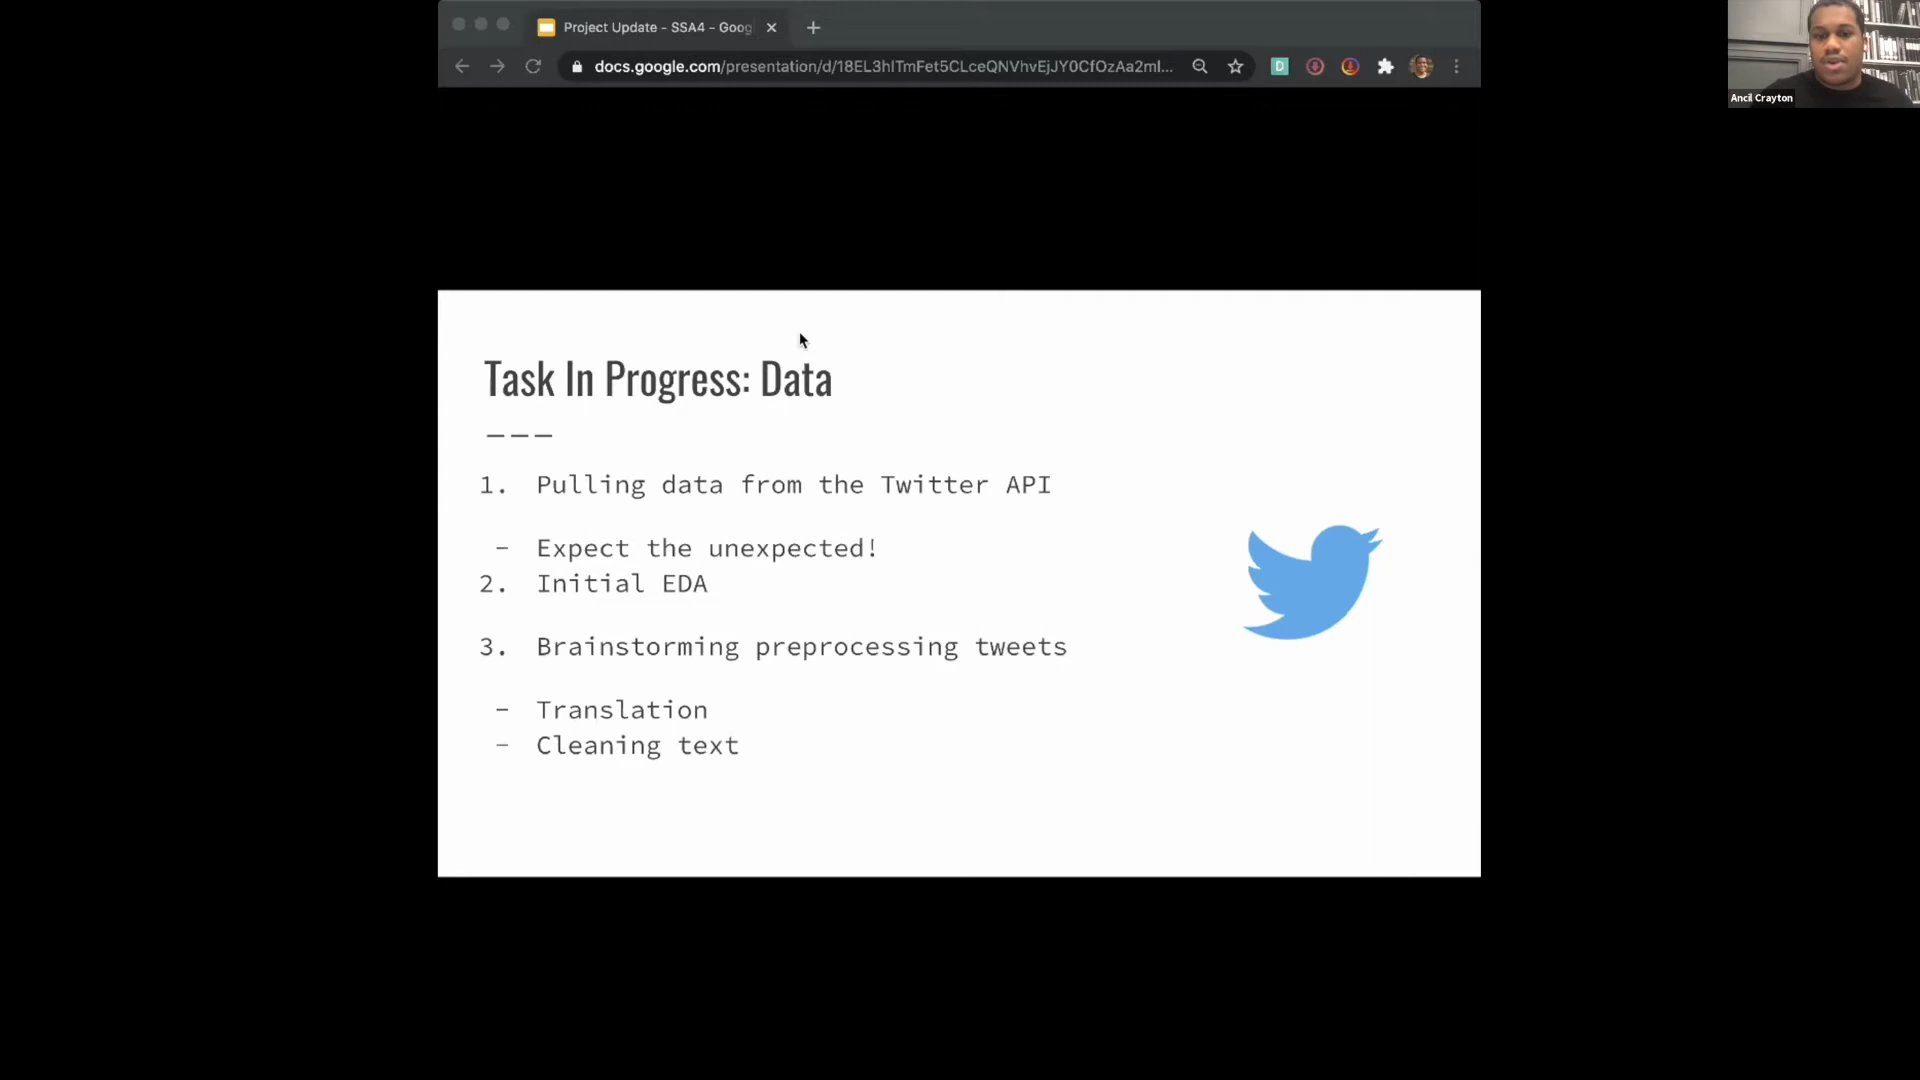 Project Update - SSA4 - Goog
docs.google.com/presentation/d/18EL3hITmFet5CLceQNVhvEjJY0CfOzAa2mI...
D
Ancil Crayton
Task In Progress: Data
———
1. Pulling data from the Twitter API
- Expect the unexpected!
2. Initial EDA
3. Brainstorming preprocessing tweets
- Translation
- Cleaning text